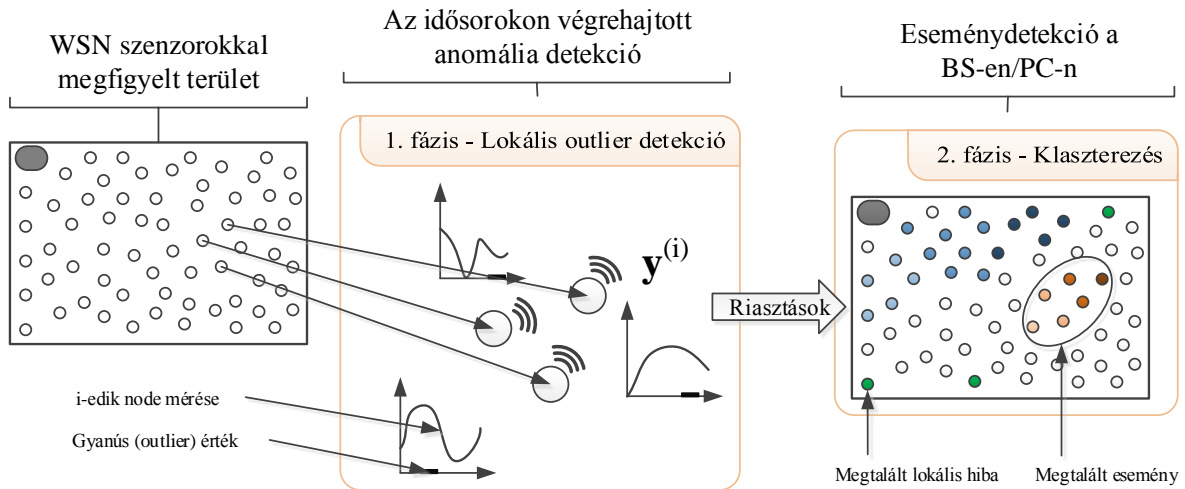 WSN szenzorokkal
megfigyelt terület
Az idősorokon végrehajtott
anomália detekció
Eseménydetekció a
BS-en/PC-n
1. fázis - Lokális outlier detekció
2. fázis - Klaszterezés
y(i)
Riasztások
i-edik node mérése
Gyanús (outlier) érték
Megtalált lokális hiba
Megtalált esemény